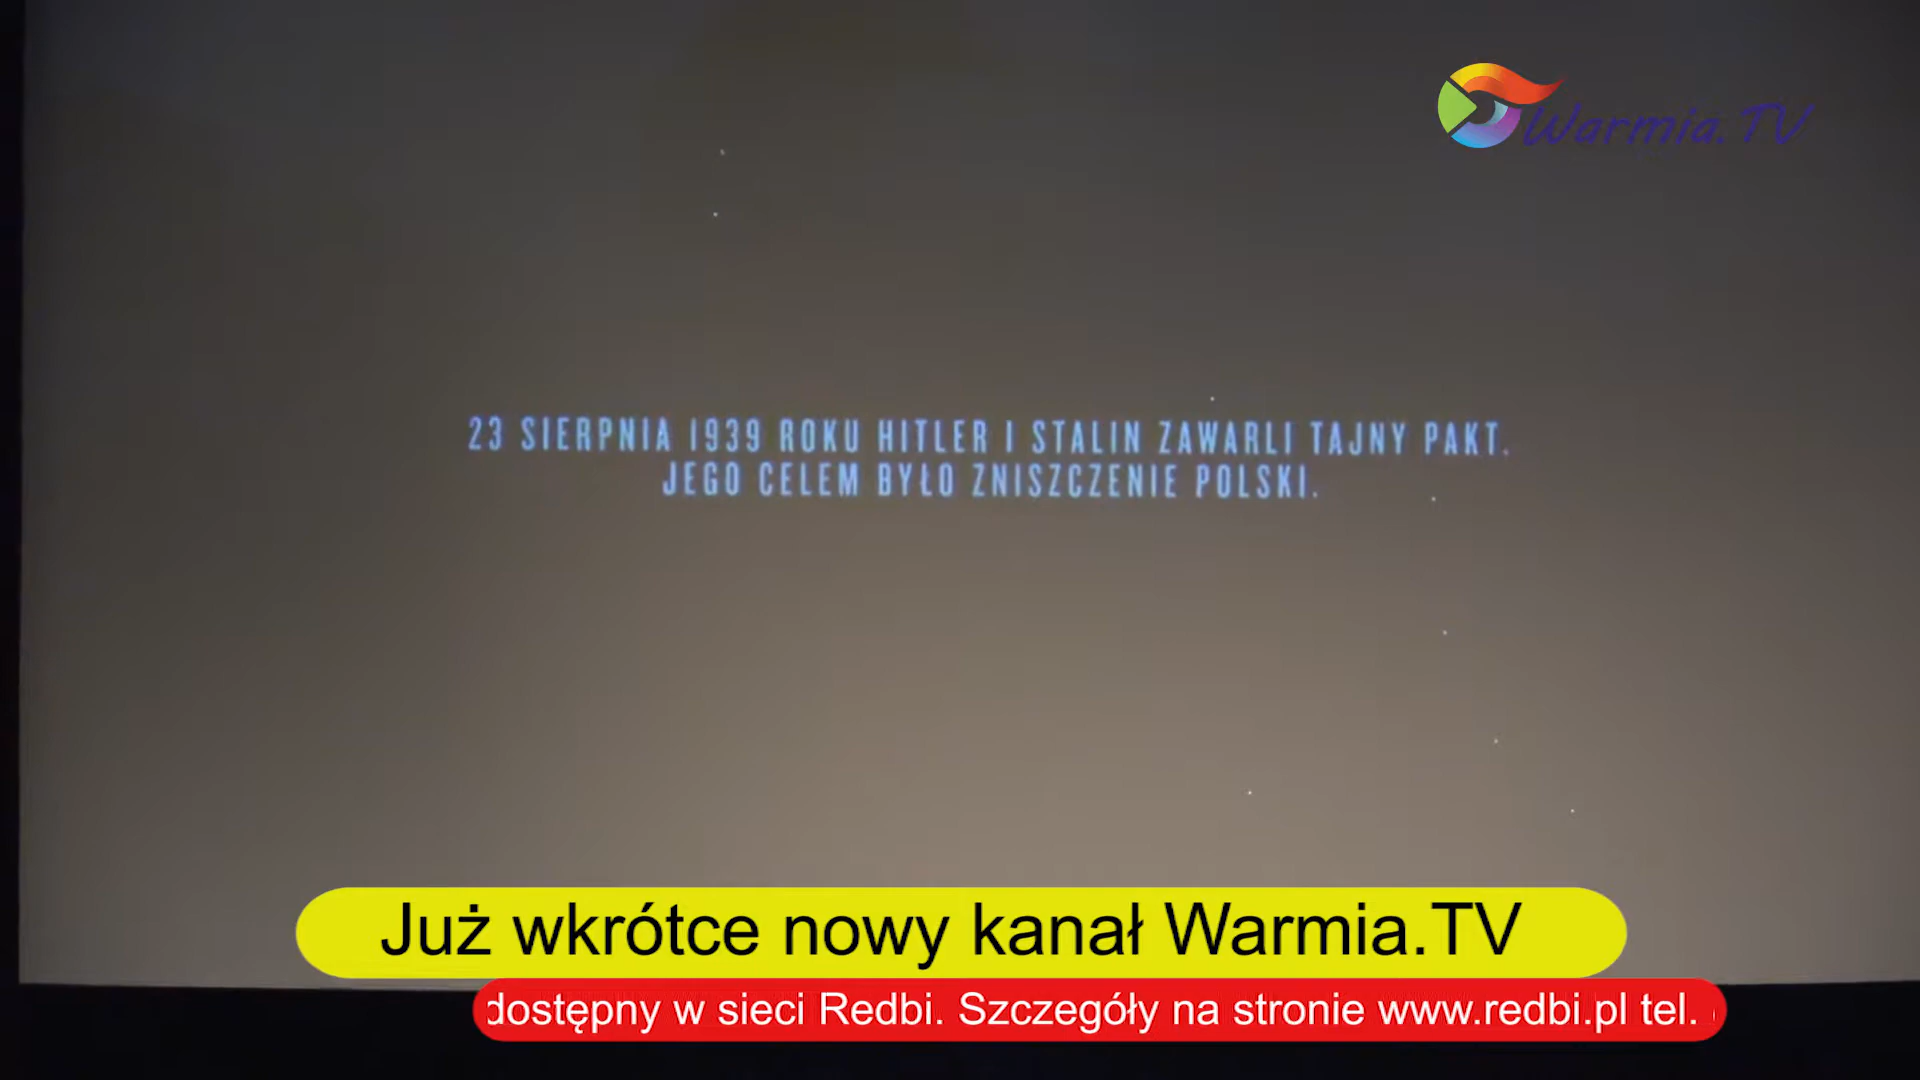 Warmia.TV
23 SIERPNIA 1939 ROKU HITLER I STALIN ZAWARLI TAJNY PAKT.
JEGO CELEM BYŁO ZNISZCZENIE POLSKI.
Już wkrótce nowy kanał Warmia.TV
dostępny w sieci Redbi. Szczegóły na stronie www.redbi.pl tel.